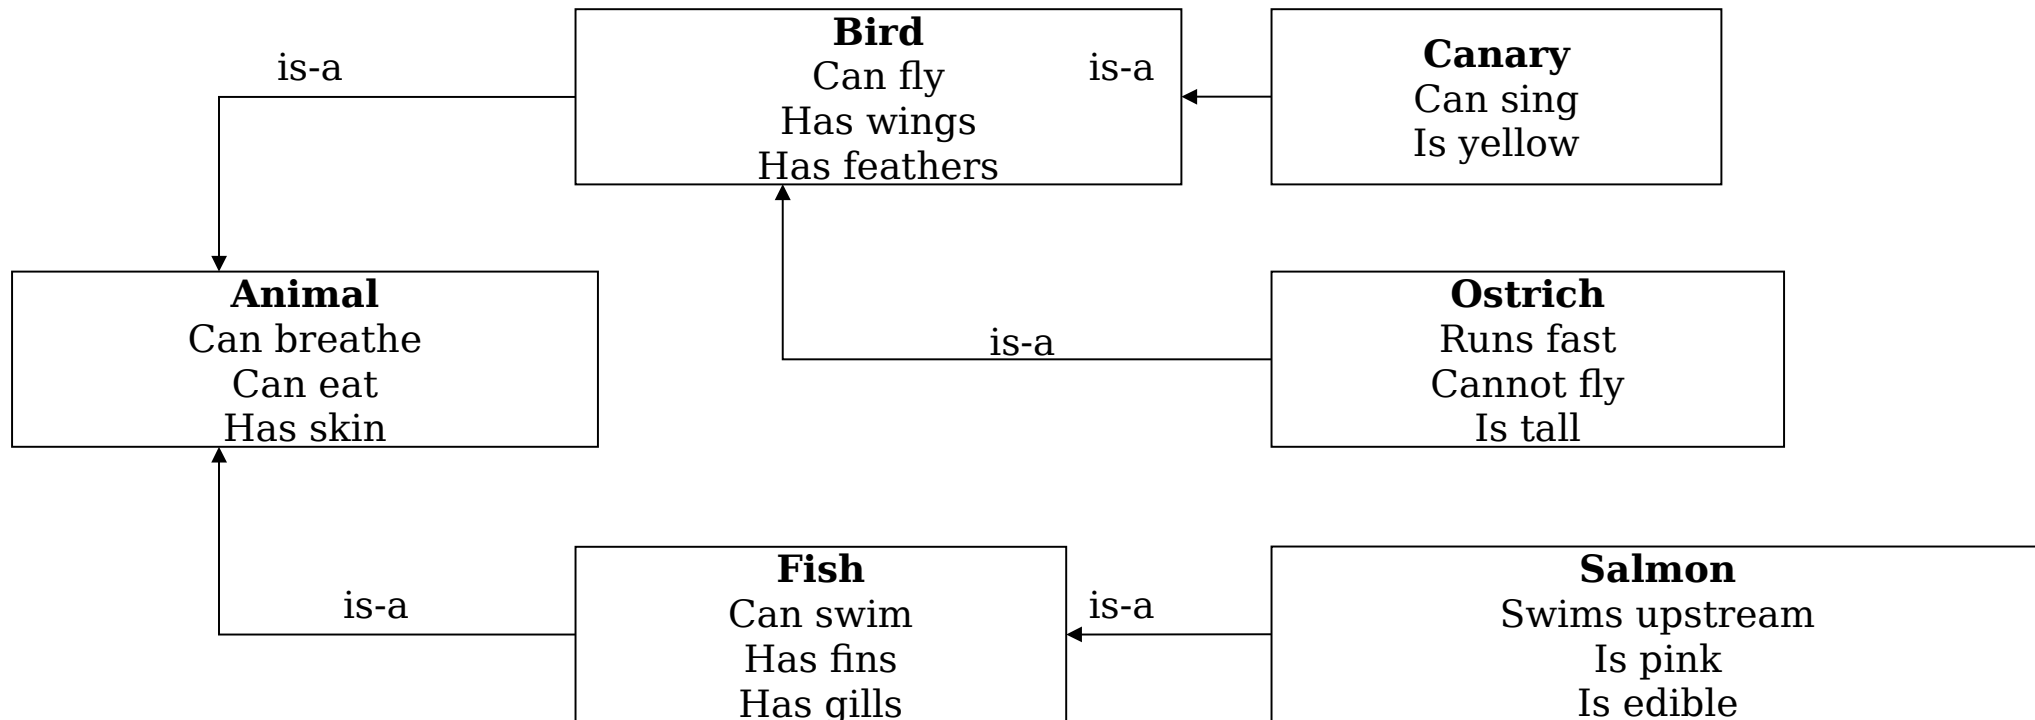 is-a
Bird
Can fly
Has wings
Has feathers
is-a
Canary
Can sing
Is yellow
Animal
Can breathe
Can eat
Has skin
is-a
Ostrich
Runs fast
Cannot fly
Is tall
is-a
Fish
Can swim
Has fins
Has gills
is-a
Salmon
Swims upstream
Is pink
Is edible